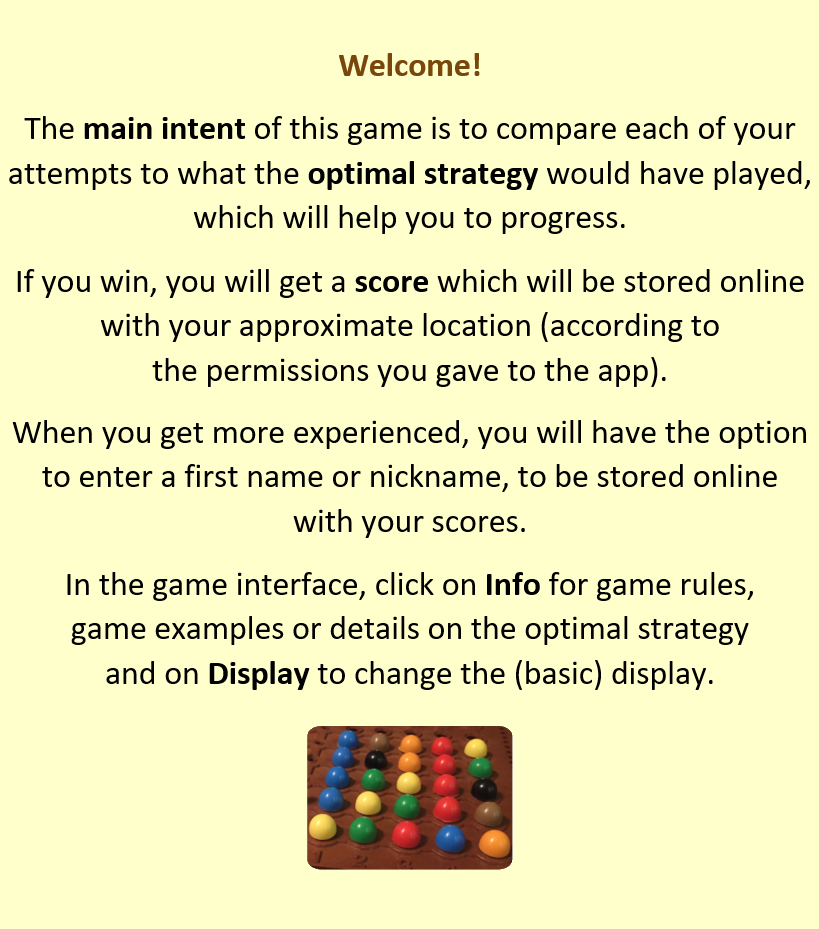 Welcome!
The main intent of this game is to compare each of your
attempts to what the optimal strategy would have played,
which will help you to progress.
If you win, you will get a score which will be stored online
with your approximate location (according to
the permissions you gave to the app).
When you get more experienced, you will have the option
to enter a first name or nickname, to be stored online
with your scores.
In the game interface, click on Info for game rules,
game examples or details on the optimal strategy
and on Display to change the (basic) display.